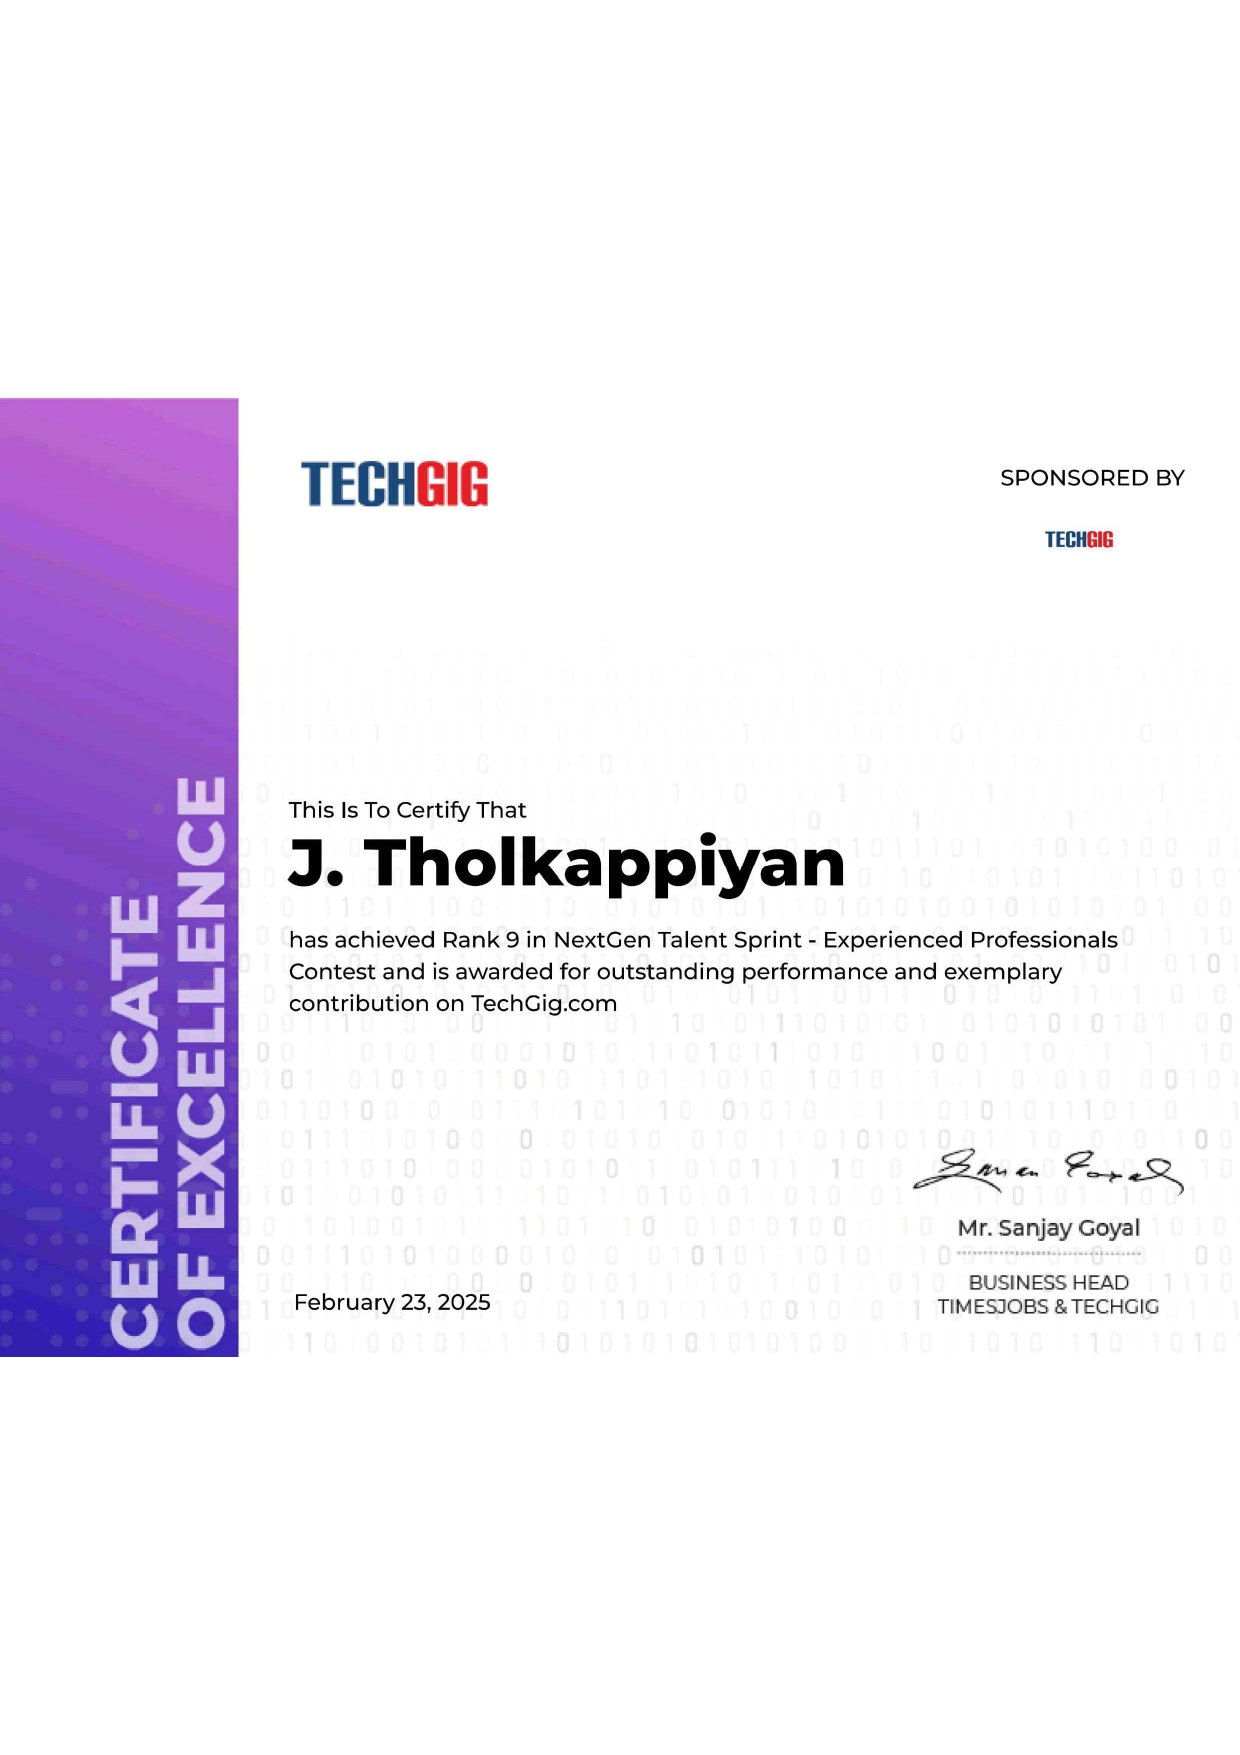 CERTIFICATE
OF EXCELLENCE
TECHGIG
SPONSORED BY
TECHGIG
This Is To Certify That
J. Tholkappiyan
has achieved Rank 9 in NextGen Talent Sprint - Experienced Professionals
Contest and is awarded for outstanding performance and exemplary
contribution on TechGig.com
Mr. Sanjay Goyal
BUSINESS HEAD
TIMESJOBS & TECHGIG
February 23, 2025